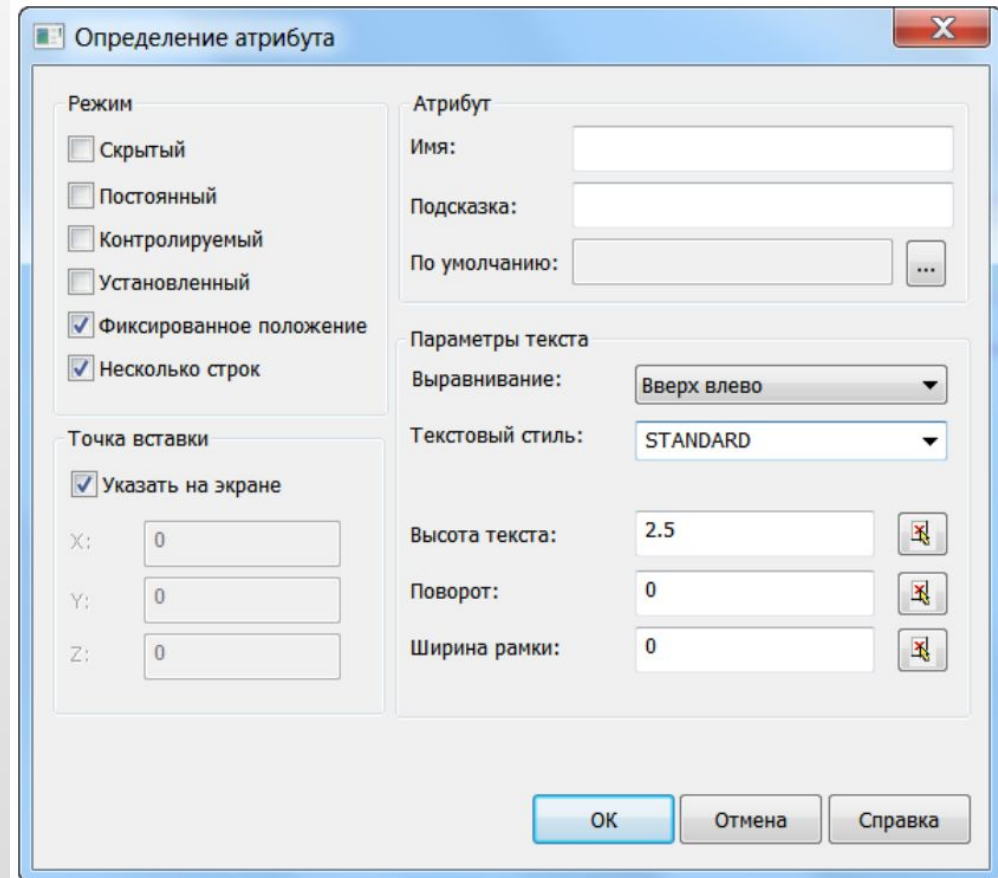 Определение атрибута
Режим
Скрытый
Постоянный
Контролируемый
Установленный
Фиксированное положение
Несколько строк
Точка вставки
Указать на экране
X: 0
Y: 0
Z: 0
Атрибут
Имя:
Подсказка:
По умолчанию: ...
Параметры текста
Выравнивание: Вверх влево
Текстовый стиль: STANDARD
Высота текста: 2.5
Поворот: 0
Ширина рамки: 0
ОК Отмена Справка